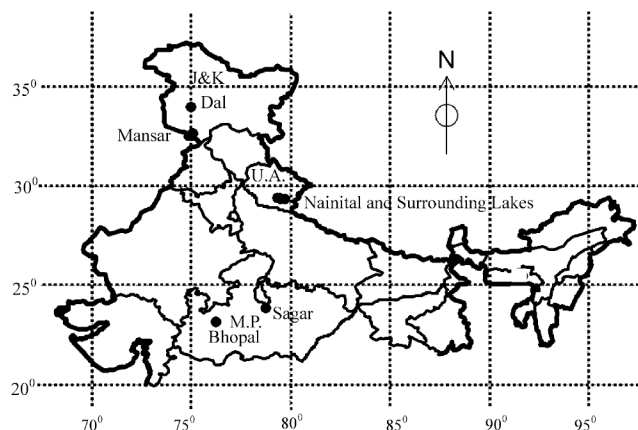 N
35⁰
J&K
Dal
Mansar
30⁰
U.A.
Nainital and Surrounding Lakes
25⁰
Sagar
M.P.
Bhopal
20⁰
70⁰ 75⁰ 80⁰ 85⁰ 90⁰ 95⁰